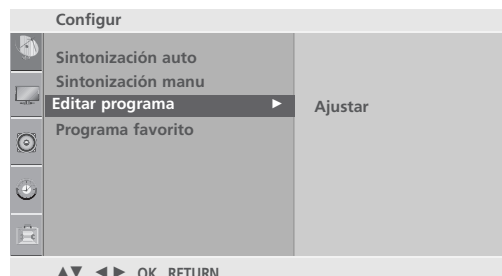 Configur
Sintonización auto
Sintonización manu
Editar programa ► Ajustar
Programa favorito
▲▼ ◄► OK RETURN